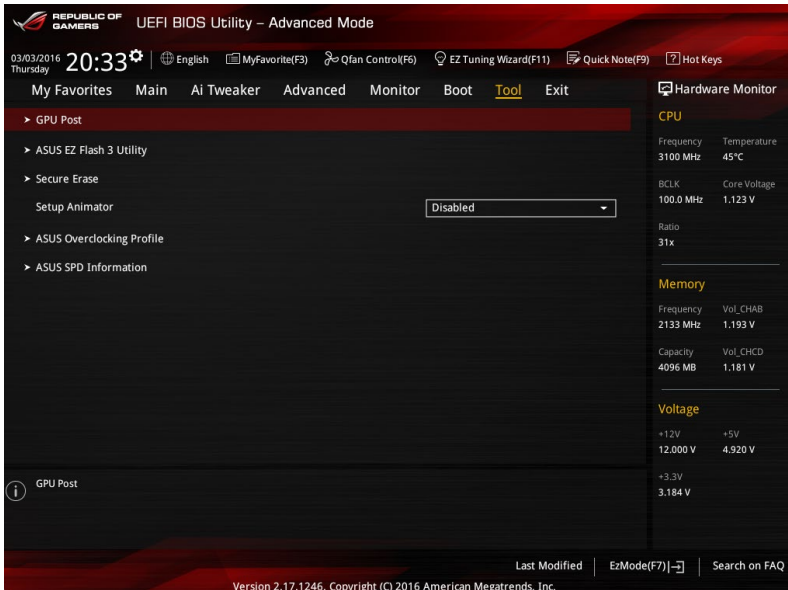 REPUBLIC OF
GAMERS
UEFI BIOS Utility – Advanced Mode
03/03/2016
Thursday
20:33
English
MyFavorite(F3)
Qfan Control(F6)
EZ Tuning Wizard(F11)
Quick Note(F9)
? Hot Keys
My Favorites
Main
Ai Tweaker
Advanced
Monitor
Boot
Tool
Exit
GPU Post
ASUS EZ Flash 3 Utility
Secure Erase
Setup Animator
Disabled
ASUS Overclocking Profile
ASUS SPD Information
GPU Post
Hardware Monitor
CPU
Frequency Temperature
3100 MHz 45°C
BCLK Core Voltage
100.0 MHz 1.123 V
Ratio
31x
Memory
Frequency Vol_CHAB
2133 MHz 1.193 V
Capacity Vol_CHCD
4096 MB 1.181 V
Voltage
+12V +5V
12.000 V 4.920 V
+3.3V
3.184 V
Last Modified
EzMode(F7)
Search on FAQ
Version 2.17.1246. Copyright (C) 2016 American Megatrends, Inc.